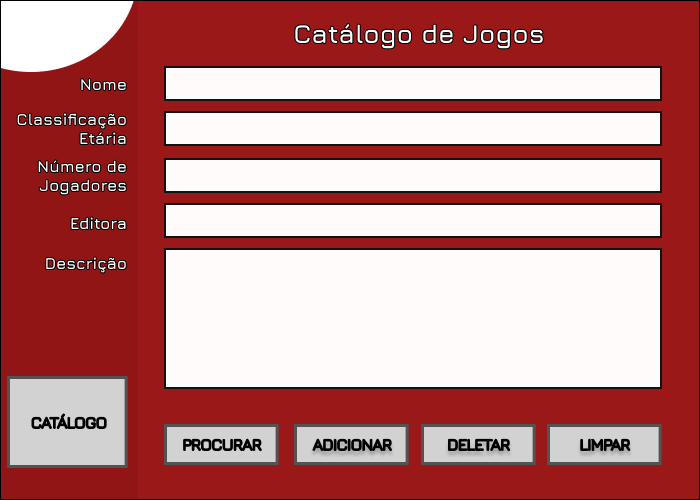 Catálogo de Jogos
Nome
Classificação
Etária
Número de
Jogadores
Editora
Descrição
CATÁLOGO
PROCURAR
ADICIONAR
DELETAR
LIMPAR